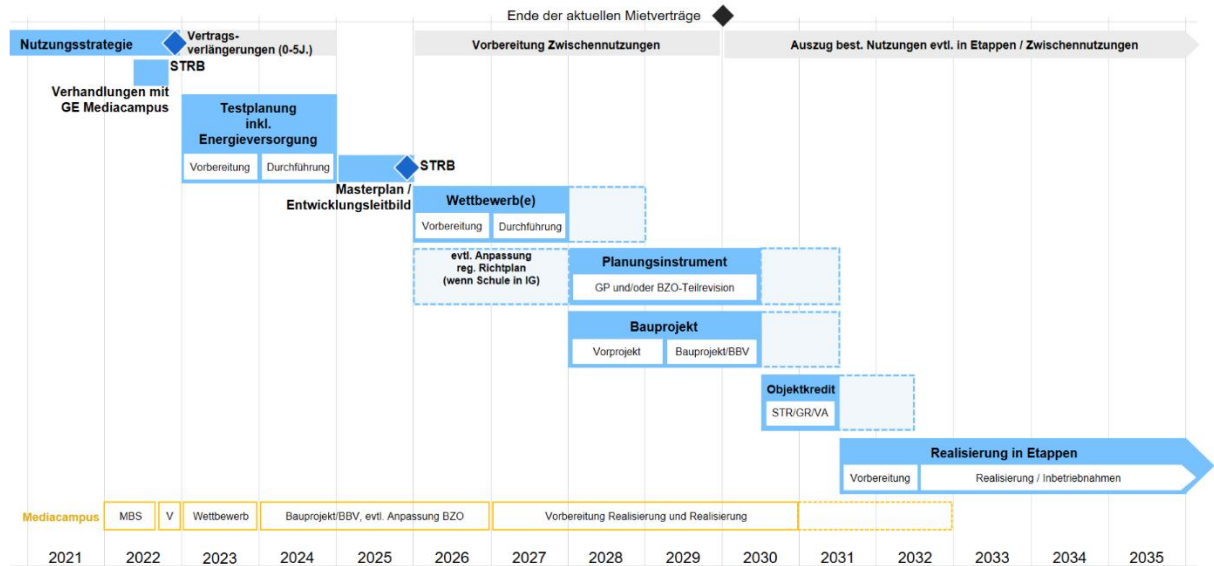 Ende der aktuellen Mietverträge
Nutzungsstrategie
Vertrags-
verlängerungen (0-5J.)
Vorbereitung Zwischennutzungen
Auszug best. Nutzungen evtl. in Etappen / Zwischennutzungen
STRB
Verhandlungen mit
GE Mediacampus
Testplanung
inkl.
Energieversorgung
Vorbereitung
Durchführung
STRB
Masterplan /
Entwicklungsleitbild
Wettbewerb(e)
Vorbereitung
Durchführung
evtl. Anpassung
reg. Richtplan
(wenn Schule in IG)
Planungsinstrument
GP und/oder BZO-Teilrevision
Bauprojekt
Vorprojekt
Bauprojekt/BBV
Objektkredit
STR/GR/VA
Realisierung in Etappen
Vorbereitung
Realisierung / Inbetriebnahmen
Mediacampus
MBS
V
Wettbewerb
Bauprojekt/BBV, evtl. Anpassung BZO
Vorbereitung Realisierung und Realisierung
2021
2022
2023
2024
2025
2026
2027
2028
2029
2030
2031
2032
2033
2034
2035